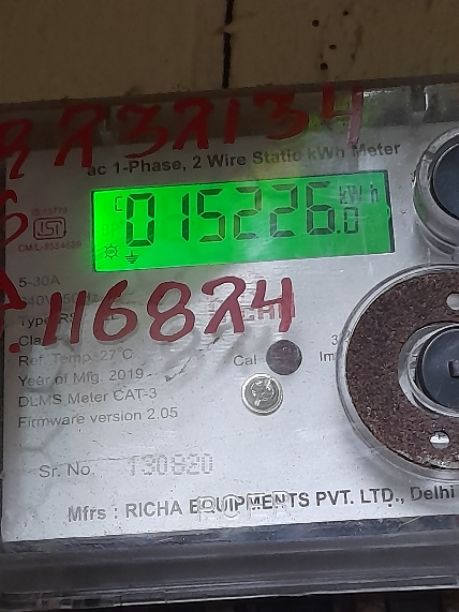 R232134
ac 1-Phase, 2 Wire Static kWh Meter
C
015226.0
kWh
5-30A
116824
Ref. Temp. 27°C
Cal
Year of Mfg. 2019
DLMS Meter CAT-3
Firmware version 2.05
Sr. No. 130820
Mfrs : RICHA EQUIPMENTS PVT. LTD., Delhi